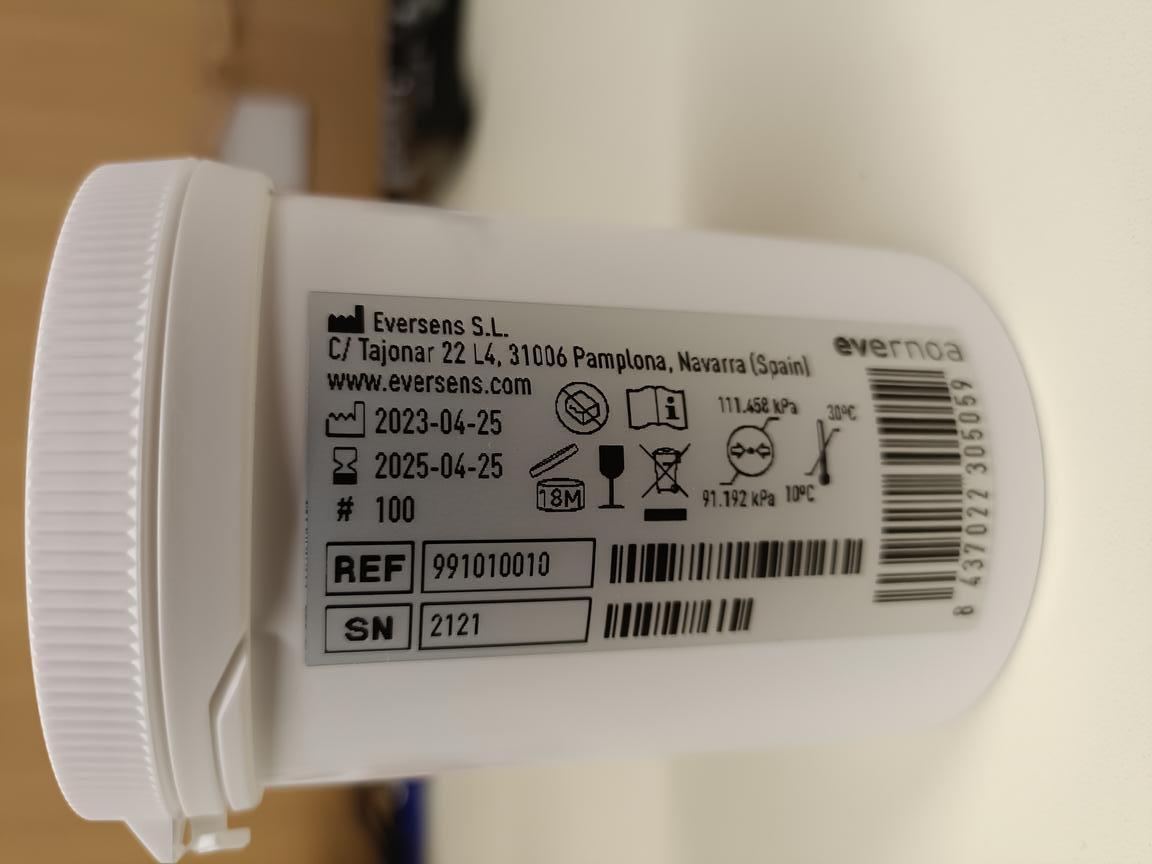 Eversens S.L.
C/ Tajonar 22 L4, 31006 Pamplona, Navarra (Spain)
www.eversens.com
evernoa
2023-04-25
2025-04-25
# 100
18M
111.458 kPa
91.192 kPa
30ºC
10ºC
REF 991010010
SN 2121
8 437022 305059